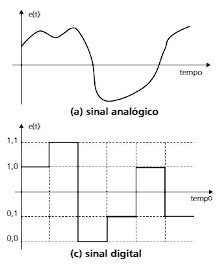 e(t)
tempo
(a) sinal analógico
e(t)
1,1
1,0
tempo
0,1
0,0
(c) sinal digital